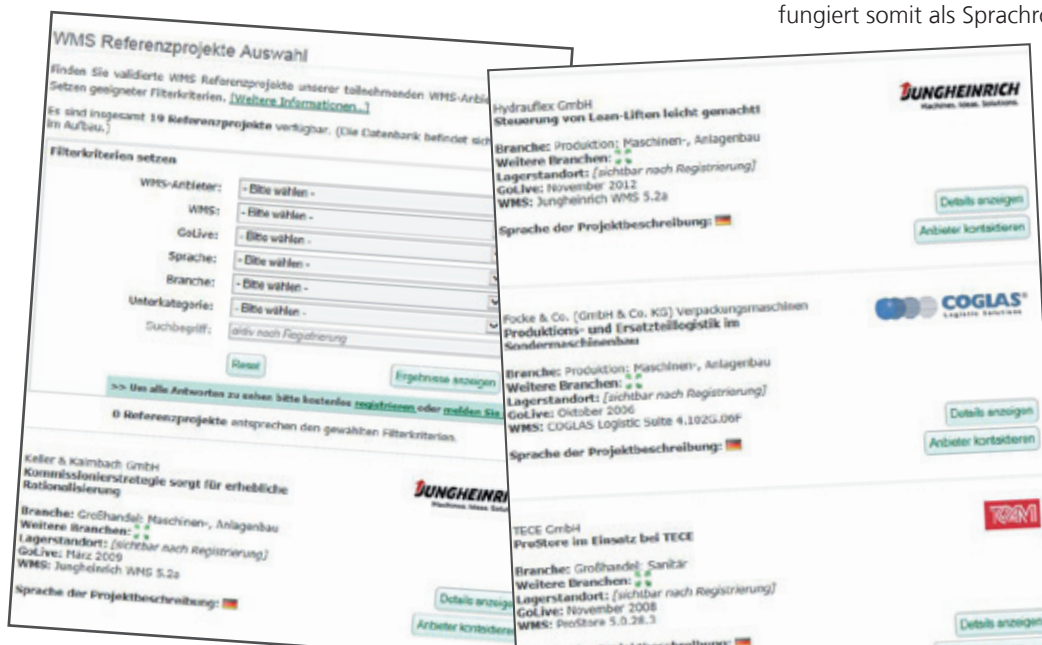 fungiert somit als Sprachro
WMS Referenzprojekte Auswahl
Finden Sie validierte WMS Referenzprojekte unserer teilnehmenden WMS-Anbie
Setzen geeigneter Filterkriterien. [Weitere Informationen...]
Es sind insgesamt 19 Referenzprojekte verfügbar. (Die Datenbank befindet sich
im Aufbau.)
Filterkriterien setzen
WMS-Anbieter: - Bitte wählen -
WMS: - Bitte wählen -
GoLive: - Bitte wählen -
Sprache: - Bitte wählen -
Branche: - Bitte wählen -
Unterkategorie: - Bitte wählen -
Suchbegriff: aktiv nach Registrierung
Reset Ergebnisse anzeigen
>> Um alle Antworten zu sehen bitte kostenlos registrieren oder melden Sie
0 Referenzprojekte entsprechen den gewählten Filterkriterien.
Keller & Kalmbach GmbH
Kommissionierstrategie sorgt für erhebliche
Rationalisierung
JUNGHEINRI
Machines. Ideas. Solu
Branche: Großhandel: Maschinen-, Anlagenbau
Weitere Branchen:
Lagerstandort: [sichtbar nach Registrierung]
GoLive: März 2009
WMS: Jungheinrich WMS 5.2a
Sprache der Projektbeschreibung:
Details anzeige
Anbieter kontaktieren
Hydrauflex GmbH
Steuerung von Lean-Liften leicht gemacht!
JUNGHEINRICH
Machines. Ideas. Solutions.
Branche: Produktion: Maschinen-, Anlagenbau
Weitere Branchen:
Lagerstandort: [sichtbar nach Registrierung]
GoLive: November 2012
WMS: Jungheinrich WMS 5.2a
Sprache der Projektbeschreibung:
Details anzeigen
Anbieter kontaktieren
Focke & Co. (GmbH & Co. KG) Verpackungsmaschinen
Produktions- und Ersatzteillogistik im
Sondermaschinenbau
COGLAS
Logistic Solutions
Branche: Produktion: Maschinen-, Anlagenbau
Weitere Branchen:
Lagerstandort: [sichtbar nach Registrierung]
GoLive: Oktober 2006
WMS: COGLAS Logistic Suite 4.102G.06F
Sprache der Projektbeschreibung:
Details anzeigen
Anbieter kontaktieren
TECE GmbH
ProStore im Einsatz bei TECE
TEAM
Branche: Großhandel: Sanitär
Weitere Branchen:
Lagerstandort: [sichtbar nach Registrierung]
GoLive: November 2008
WMS: ProStore 5.0.28.3
Details anzeigen